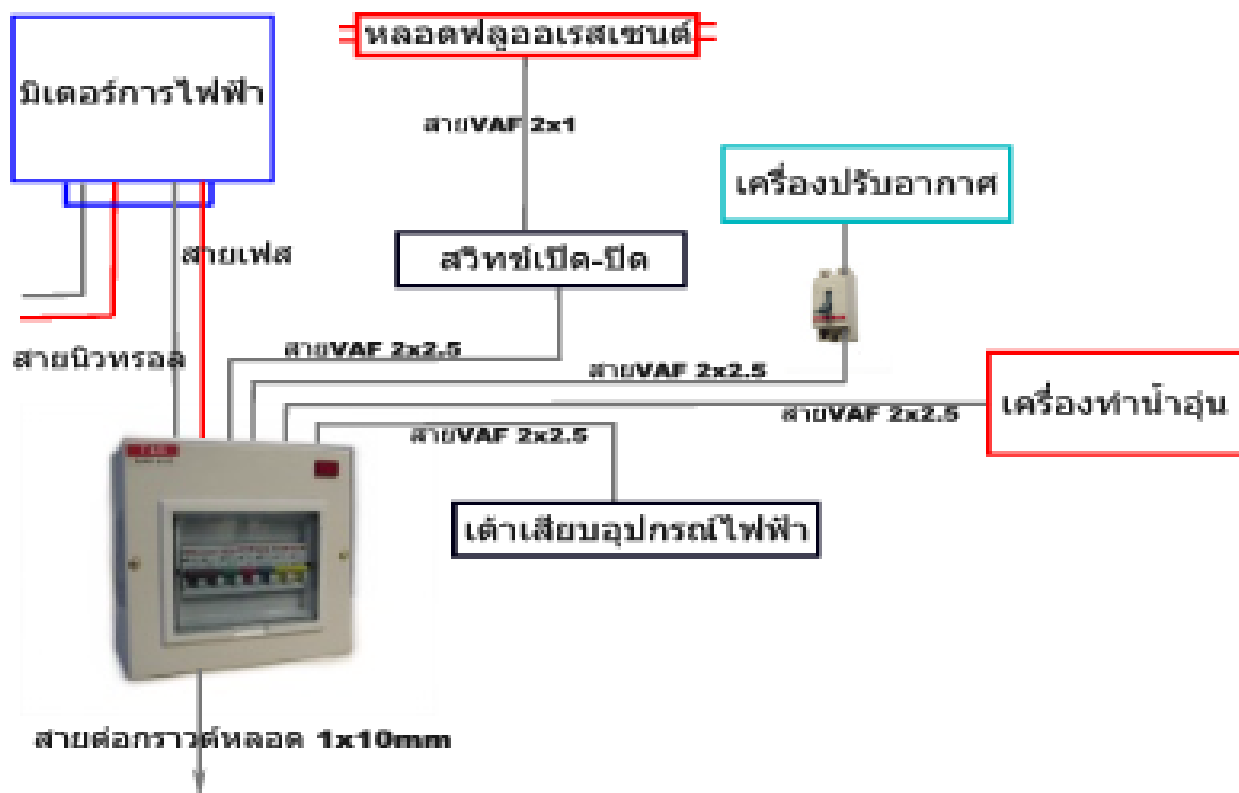 หลอดฟลูออเรสเซนต์
มิเตอร์การไฟฟ้า
สายVAF 2x1
เครื่องปรับอากาศ
สายเฟส
สวิทซ์เปิด-ปิด
สายนิวทรอล
สายVAF 2x2.5
สายVAF 2x2.5
เครื่องทำน้ำอุ่น
สายVAF 2x2.5
สายVAF 2x2.5
เต้าเสียบอุปกรณ์ไฟฟ้า
สายต่อกราวด์หลอด 1x10mm